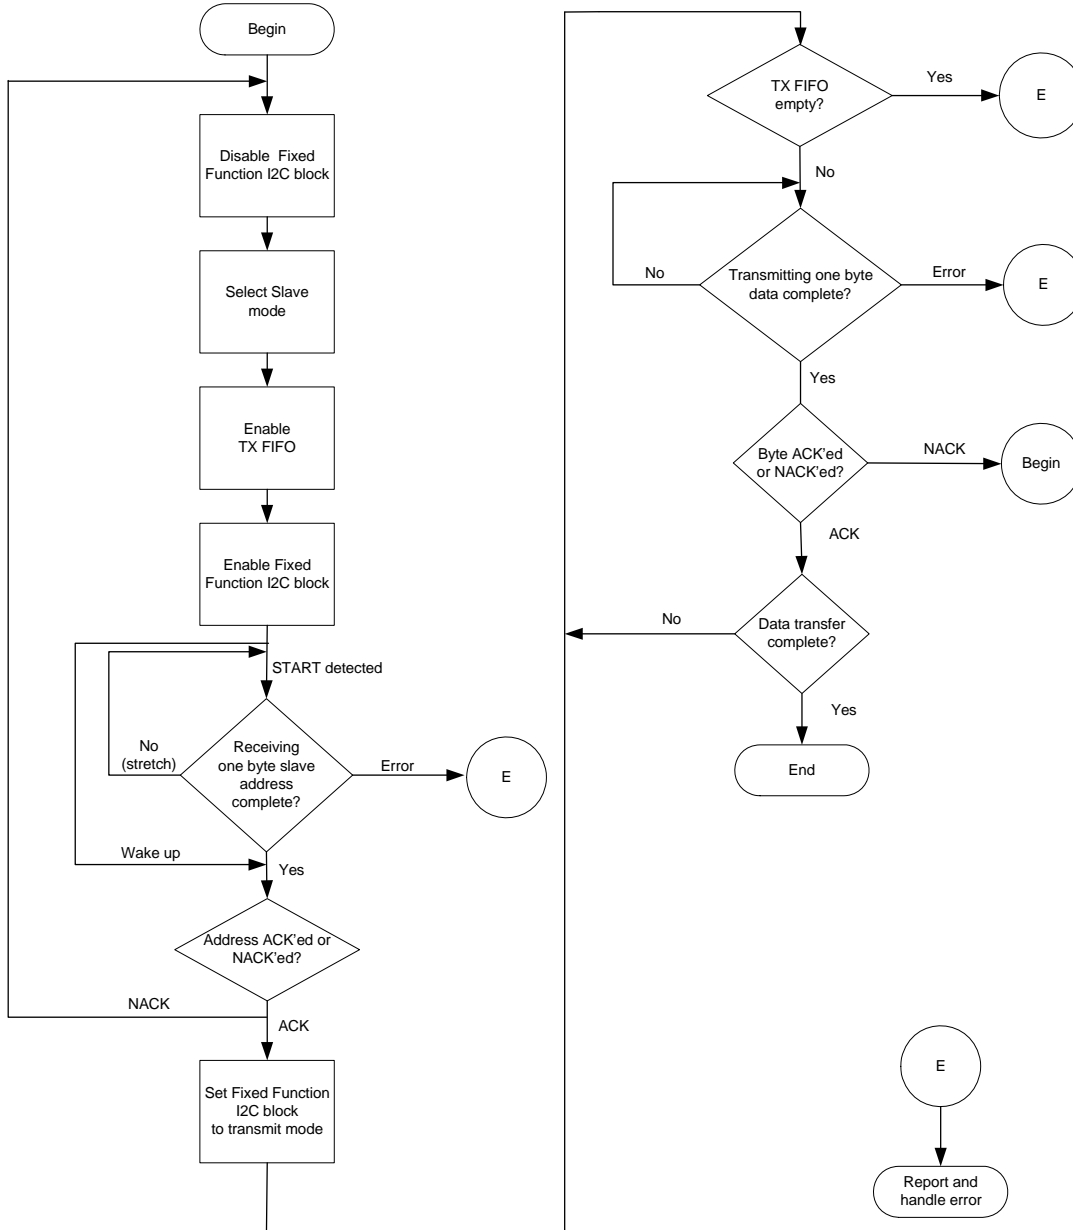 Begin
Disable Fixed
Function I2C block
Select Slave
mode
Enable
TX FIFO
Enable Fixed
Function I2C block
START detected
No
(stretch)
Receiving
one byte slave
address
complete?
Error
E
Wake up
Yes
Address ACK'ed or
NACK'ed?
NACK
ACK
Set Fixed Function
I2C block
to transmit mode
TX FIFO
empty?
Yes
E
No
No
Transmitting one byte
data complete?
Error
E
Yes
Byte ACK'ed
or NACK'ed?
NACK
Begin
ACK
No
Data transfer
complete?
Yes
End
E
Report and
handle error